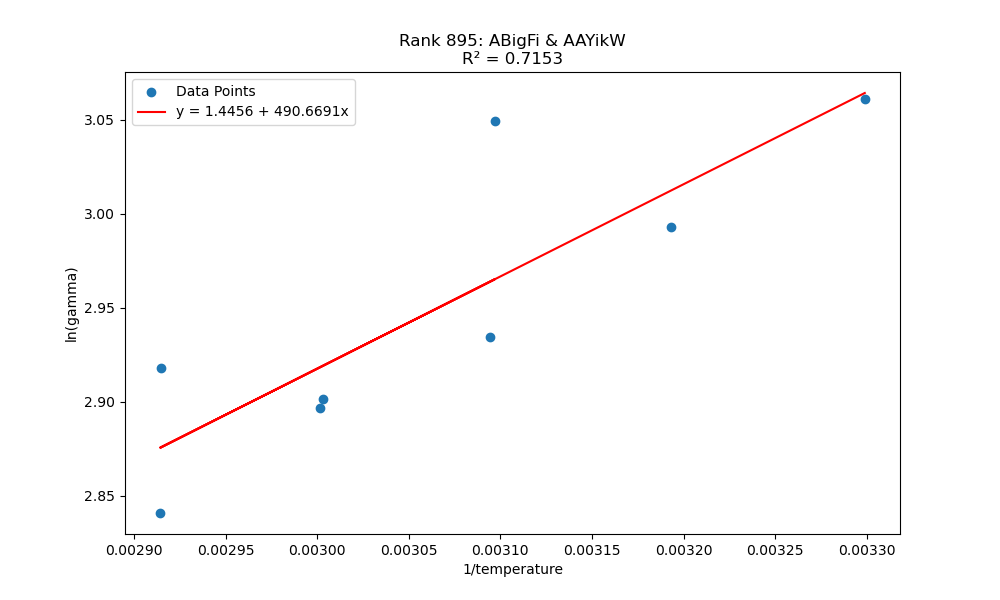 Rank 895: ABigFi & AAYikW
R² = 0.7153
Data Points
y = 1.4456 + 490.6691x
3.05
3.00
2.95
2.90
2.85
ln(gamma)
0.00290 0.00295 0.00300 0.00305 0.00310 0.00315 0.00320 0.00325 0.00330
1/temperature